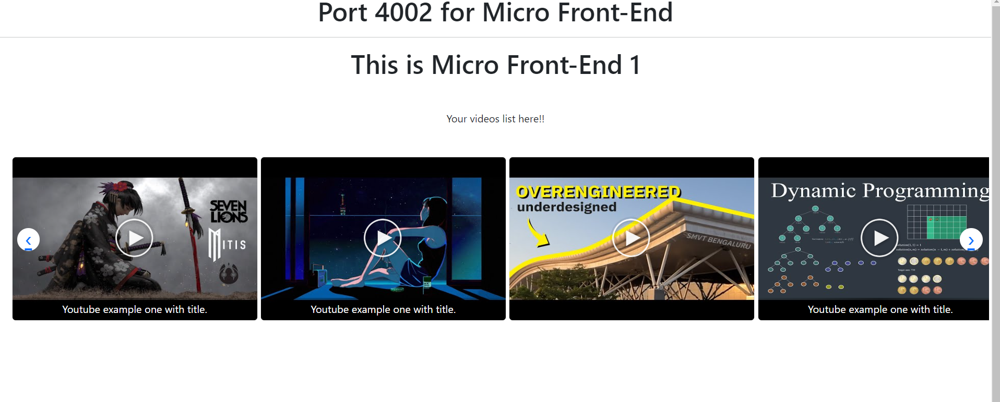 Port 4002 for Micro Front-End
This is Micro Front-End 1
Your videos list here!!
SEVEN
LIONS
MITIS
Youtube example one with title.
Youtube example one with title.
OVERENGINEERED
underdesigned
SMVT BENGALURU
Dynamic Programming
Youtube example one with title.